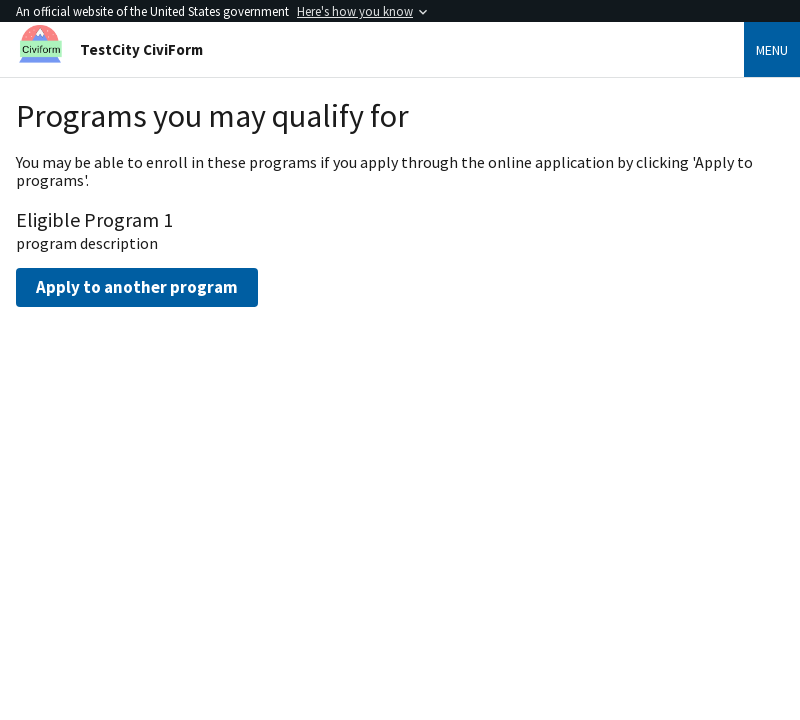 An official website of the United States government Here's how you know
Civiform
TestCity CiviForm
MENU
Programs you may qualify for
You may be able to enroll in these programs if you apply through the online application by clicking 'Apply to
programs'.
Eligible Program 1
program description
Apply to another program